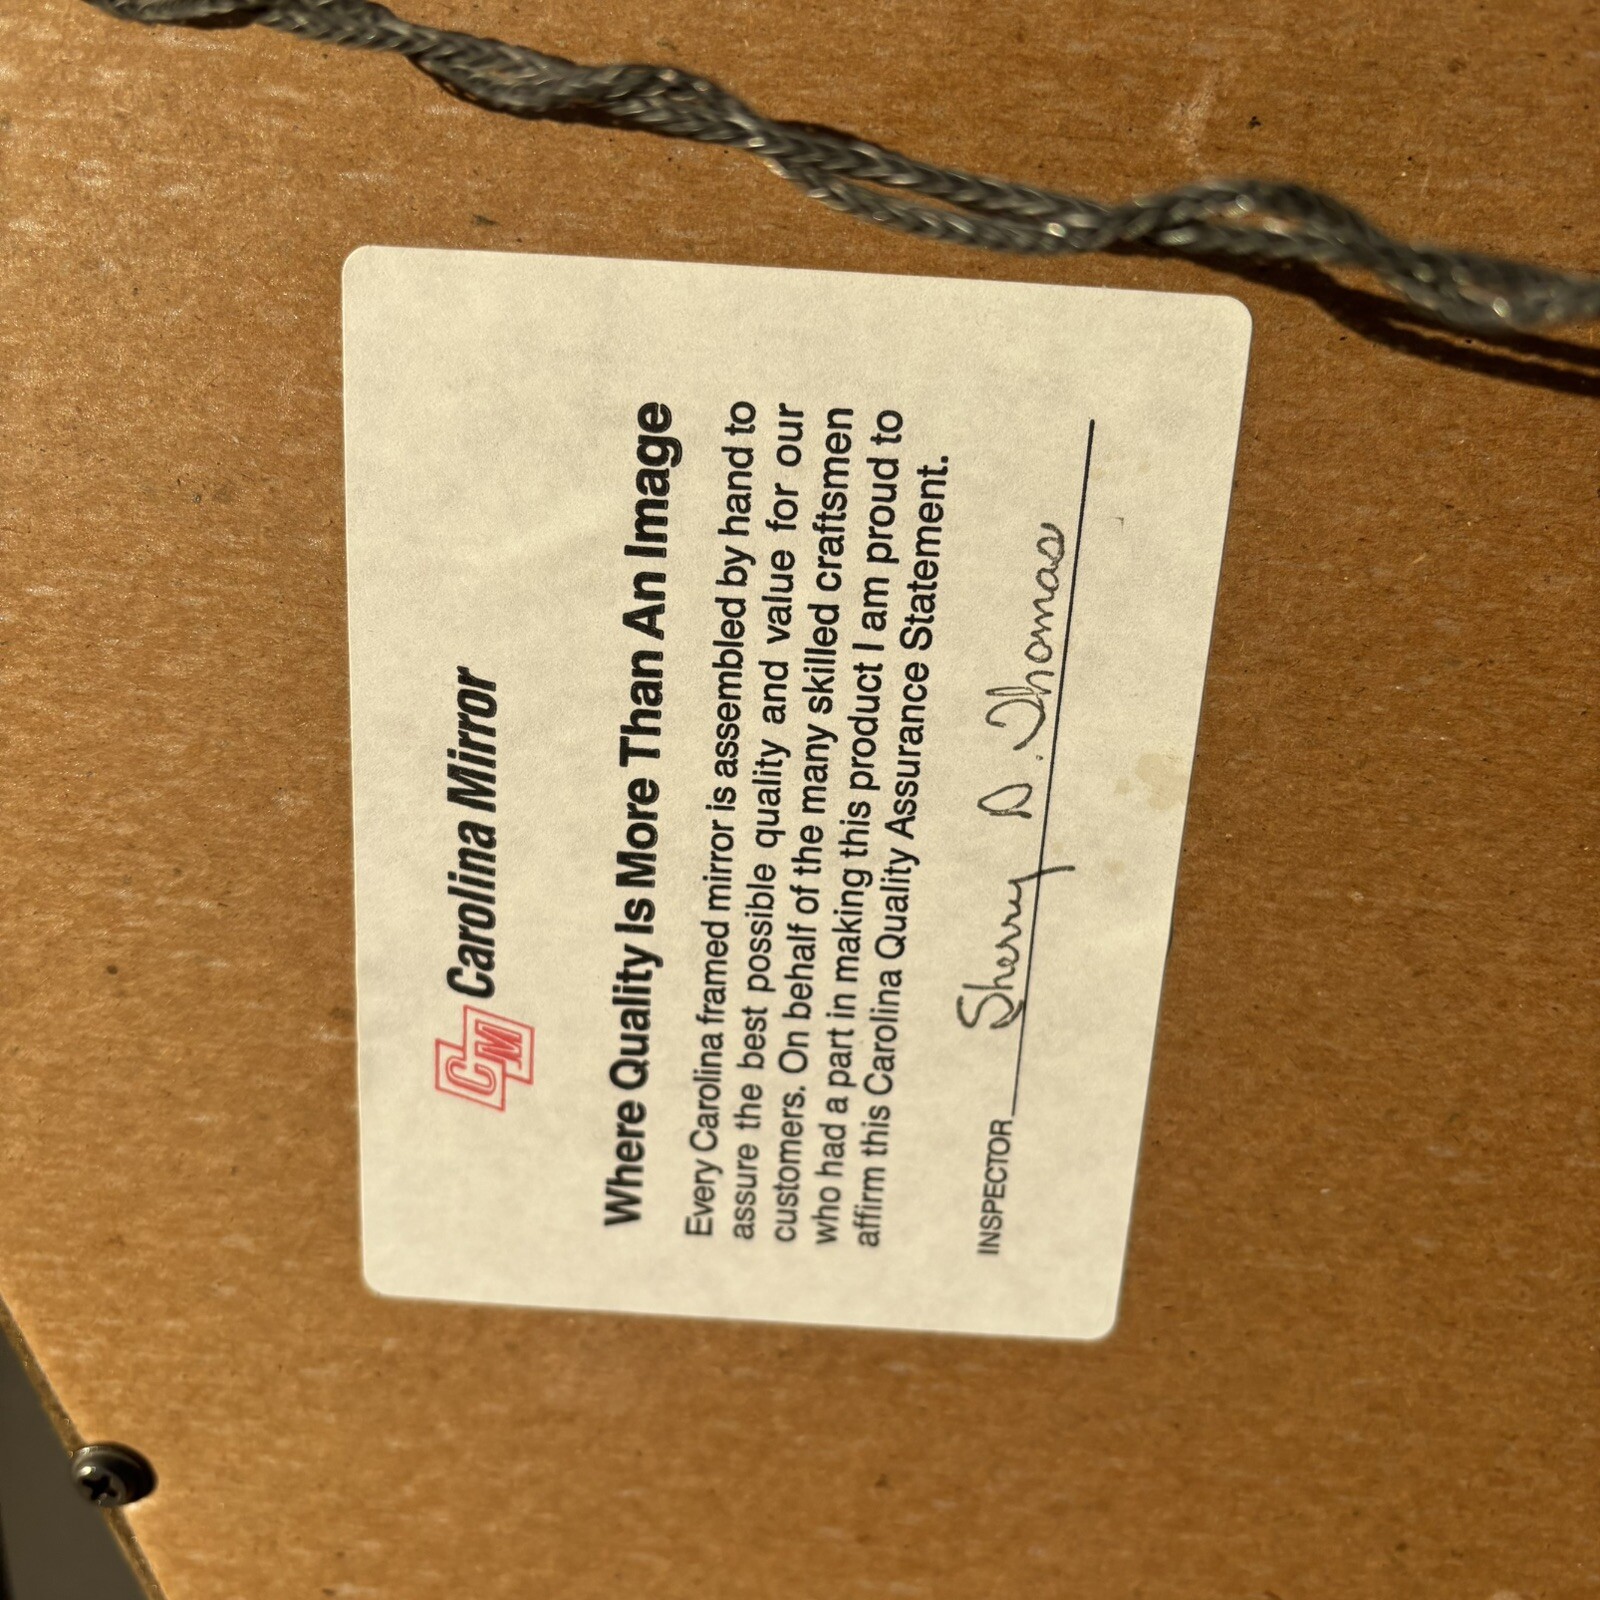 CM Carolina Mirror
Where Quality Is More Than An Image
Every Carolina framed mirror is assembled by hand to
assure the best possible quality and value for our
customers. On behalf of the many skilled craftsmen
who had a part in making this product I am proud to
affirm this Carolina Quality Assurance Statement.
INSPECTOR Sherry D. Thomas